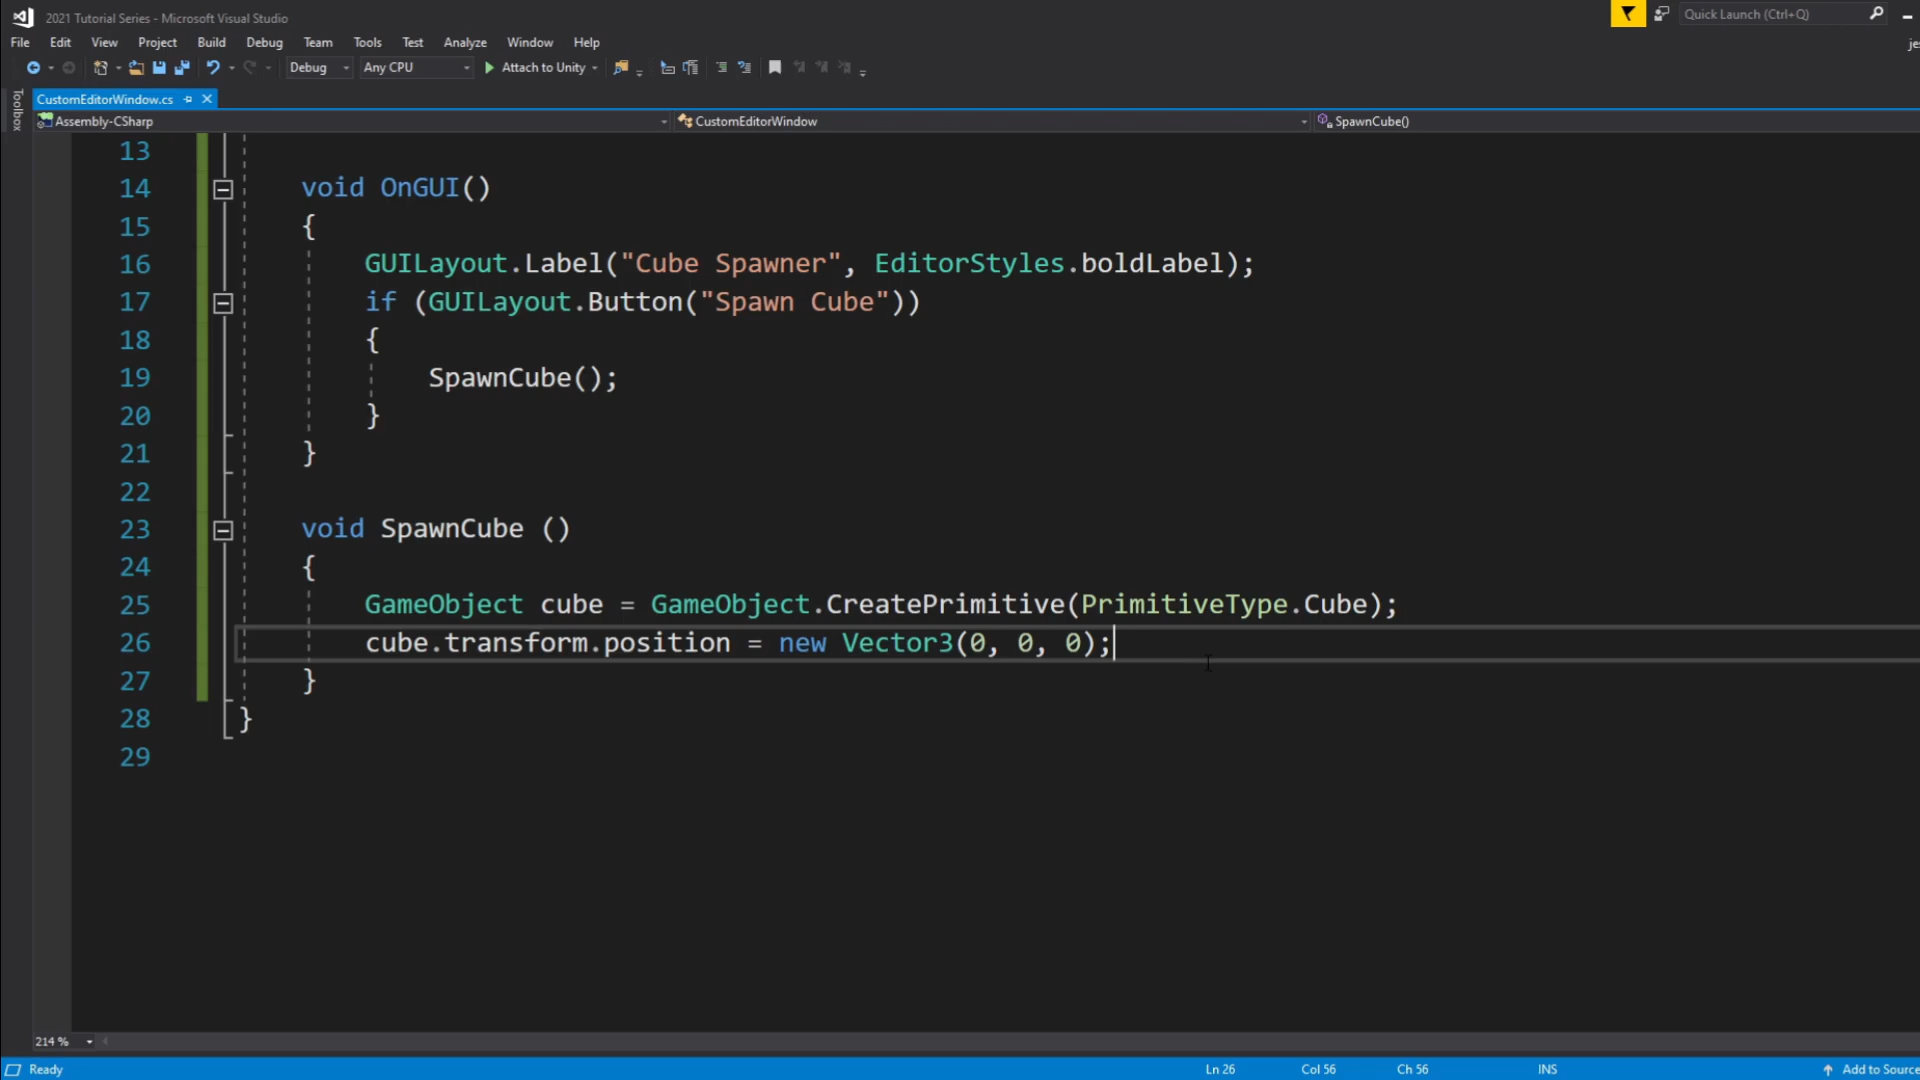 2021 Tutorial Series - Microsoft Visual Studio
Quick Launch (Ctrl+Q)
File Edit View Project Build Debug Team Tools Test Analyze Window Help
jes
Debug Any CPU Attach to Unity
Toolbox
CustomEditorWindow.cs
Assembly-CSharp CustomEditorWindow SpawnCube()
13
14 void OnGUI()
15 {
16 GUILayout.Label("Cube Spawner", EditorStyles.boldLabel);
17 if (GUILayout.Button("Spawn Cube"))
18 {
19 SpawnCube();
20 }
21 }
22
23 void SpawnCube ()
24 {
25 GameObject cube = GameObject.CreatePrimitive(PrimitiveType.Cube);
26 cube.transform.position = new Vector3(0, 0, 0);
27 }
28 }
29
214 %
Ready Ln 26 Col 56 Ch 56 INS Add to Source